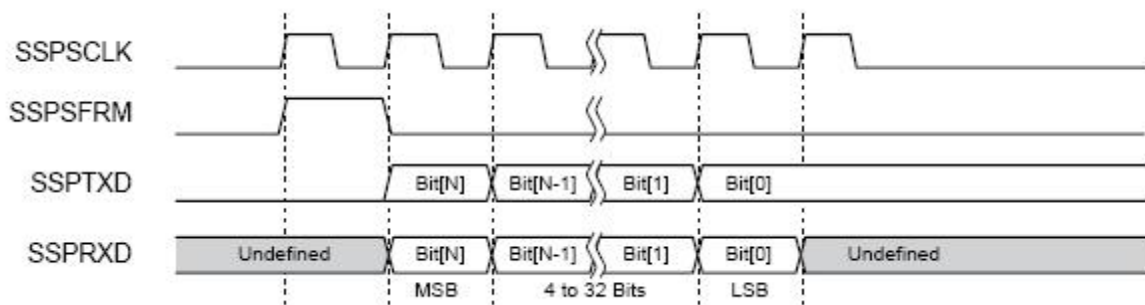 SSPSCLK
SSPSFRM
SSPTXD Bit[N] Bit[N-1] Bit[1] Bit[0]
SSPRXD Undefined Bit[N] Bit[N-1] Bit[1] Bit[0] Undefined
MSB 4 to 32 Bits LSB